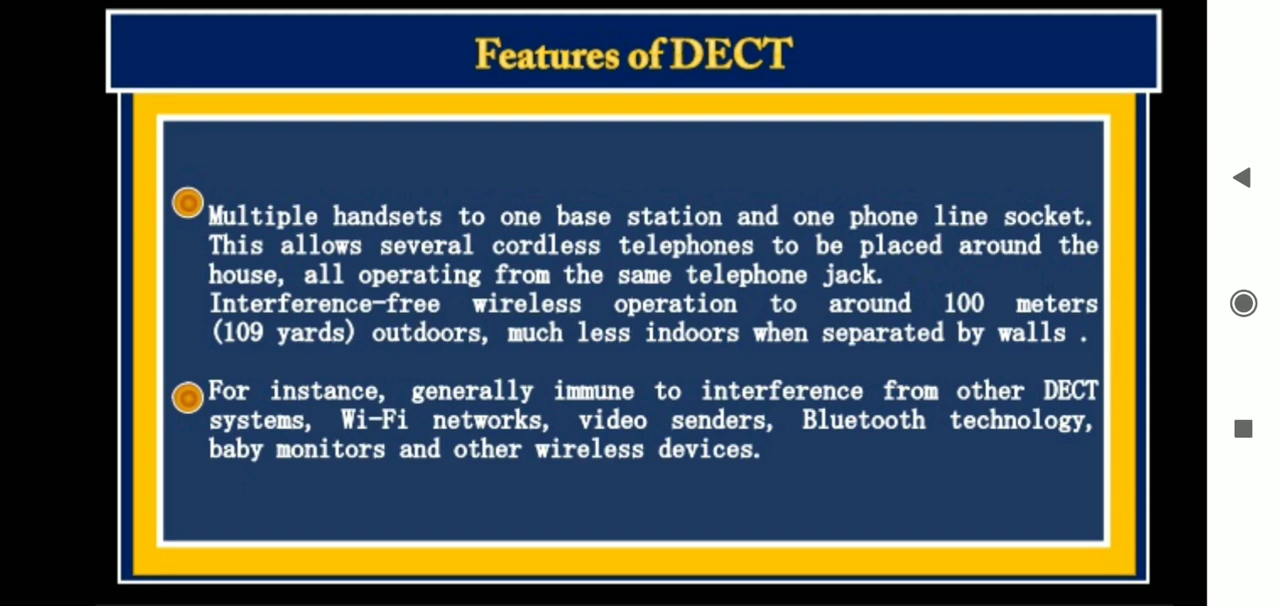 Features of DECT
Multiple handsets to one base station and one phone line socket.
This allows several cordless telephones to be placed around the
house, all operating from the same telephone jack.
Interference-free wireless operation to around 100 meters
(109 yards) outdoors, much less indoors when separated by walls .
For instance, generally immune to interference from other DECT
systems, Wi-Fi networks, video senders, Bluetooth technology,
baby monitors and other wireless devices.